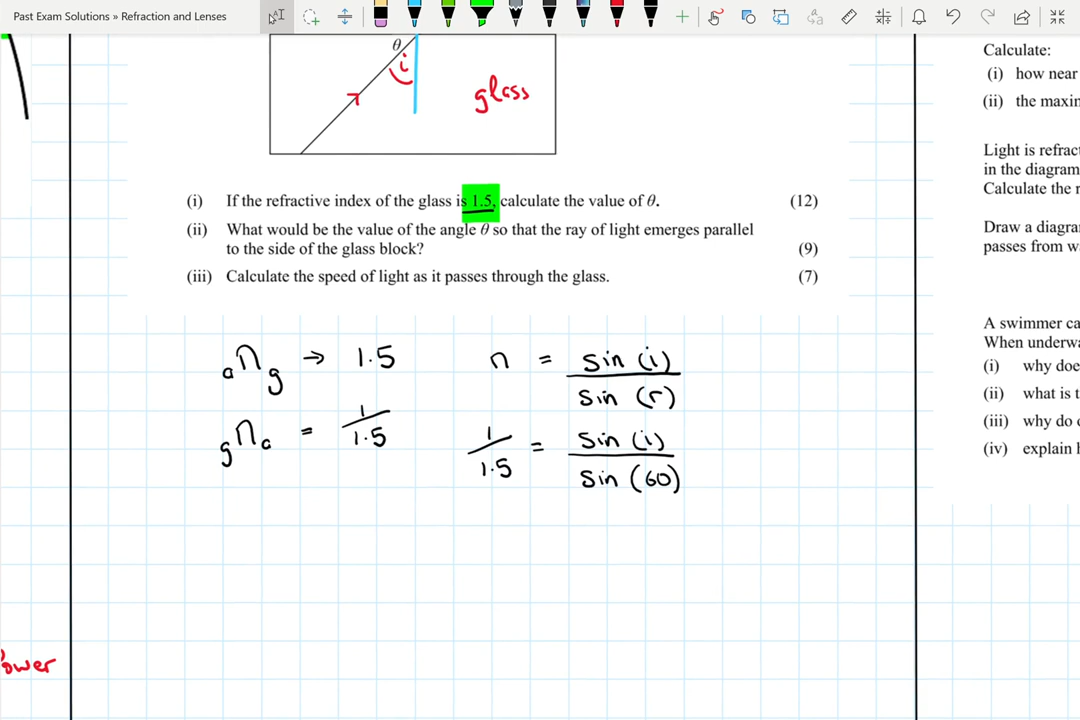 Past Exam Solutions » Refraction and Lenses
θ
i
glass
(i) If the refractive index of the glass is 1.5, calculate the value of θ. (12)
(ii) What would be the value of the angle θ so that the ray of light emerges parallel
to the side of the glass block? (9)
(iii) Calculate the speed of light as it passes through the glass. (7)
a n g → 1.5
n = sin (i) / sin (r)
g n a = 1 / 1.5
1 / 1.5 = sin (i) / sin (60)
ower
Calculate:
(i) how near
(ii) the maxin
Light is refract
in the diagram
Calculate the r
Draw a diagra
passes from w
A swimmer ca
When underwa
(i) why doe
(ii) what is t
(iii) why do
(iv) explain